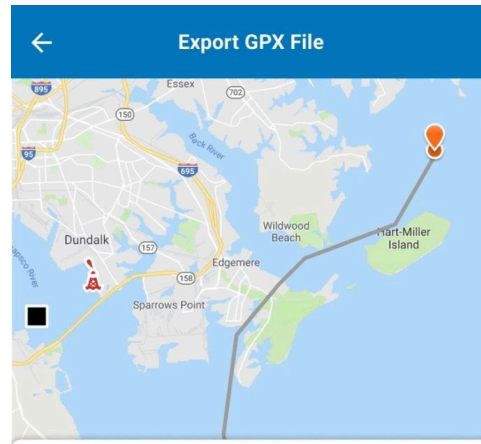 Export GPX File
Essex
895
702
150
Back River
95
695
Wildwood
Beach
Hart-Miller
Island
Dundalk
157
Edgemere
158
Sparrows Point
River